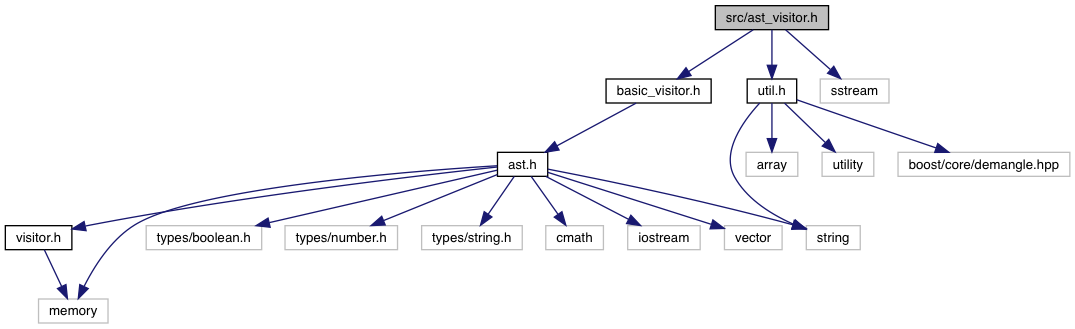 src/ast_visitor.h
basic_visitor.h
util.h
sstream
ast.h
array
utility
boost/core/demangle.hpp
visitor.h
types/boolean.h
types/number.h
types/string.h
cmath
iostream
vector
string
memory